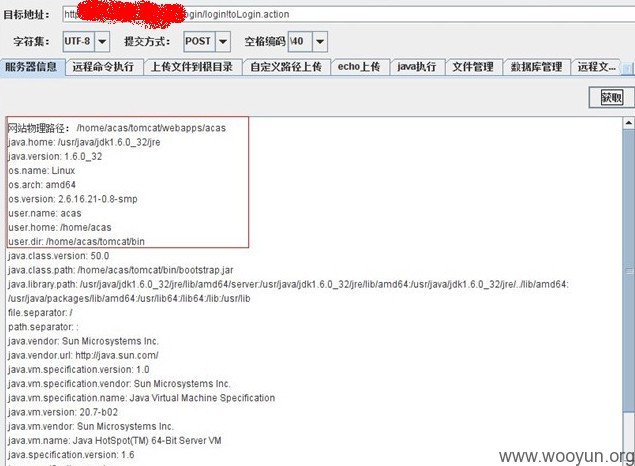 目标地址： htt
ogin/login!toLogin.action
字符集： UTF-8 提交方式： POST 空格编码 \40
服务器信息 远程命令执行 上传文件到根目录 自定义路径上传 echo上传 java执行 文件管理 数据库管理 远程文...
获取
网站物理路径： /home/acas/tomcat/webapps/acas
java.home: /usr/java/jdk1.6.0_32/jre
java.version: 1.6.0_32
os.name: Linux
os.arch: amd64
os.version: 2.6.16.21-0.8-smp
user.name: acas
user.home: /home/acas
user.dir: /home/acas/tomcat/bin
java.class.version: 50.0
java.class.path: /home/acas/tomcat/bin/bootstrap.jar
java.library.path: /usr/java/jdk1.6.0_32/jre/lib/amd64/server:/usr/java/jdk1.6.0_32/jre/lib/amd64:/usr/java/jdk1.6.0_32/jre/../lib/amd64:
/usr/java/packages/lib/amd64:/usr/lib64:/lib64:/lib:/usr/lib
file.separator: /
path.separator: :
java.vendor: Sun Microsystems Inc.
java.vendor.url: http://java.sun.com/
java.vm.specification.version: 1.0
java.vm.specification.vendor: Sun Microsystems Inc.
java.vm.specification.name: Java Virtual Machine Specification
java.vm.version: 20.7-b02
java.vm.vendor: Sun Microsystems Inc.
java.vm.name: Java HotSpot(TM) 64-Bit Server VM
java.specification.version: 1.6
www.wooyun.org